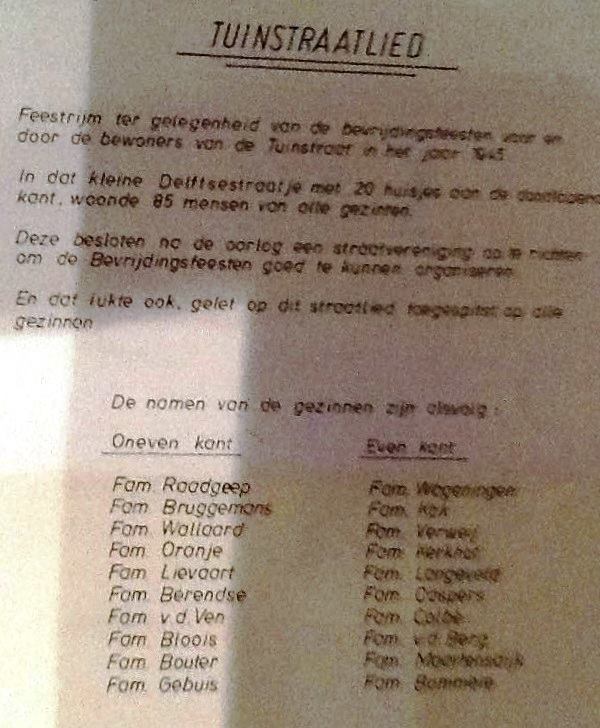 TUINSTRAATLIED
Feestrijm ter gelegenheid van de bevrijdingsfeesten voor en
door de bewoners van de Tuinstraat in het jaar 1945
In dat kleine Delftsestraatje met 20 huisjes aan de doodlopende
kant, woonde 85 mensen van alle gezinten.
Deze besloten na de oorlog een straatvereniging op te richten
om de Bevrijdingsfeesten goed te kunnen organiseren
En dat lukte ook, gelet op dit straatlied toegespitst op alle
gezinnen
De namen van de gezinnen zijn alsvolg:
Oneven kant
Even kant
Fam. Raadgeep
Fam. Wageningen
Fam. Bruggemans
Fam. Kok
Fam. Wallaard
Fam. Verweij
Fam. Oranje
Fam. Kerkhof
Fam. Lievaart
Fam. Langeveld
Fam. Berendse
Fam. Caspers
Fam. v.d. Ven
Fam. Colbé
Fam. Bloois
Fam. v.d. Berg
Fam. Bouter
Fam. Maartensdijk
Fam. Gebuis
Fam.